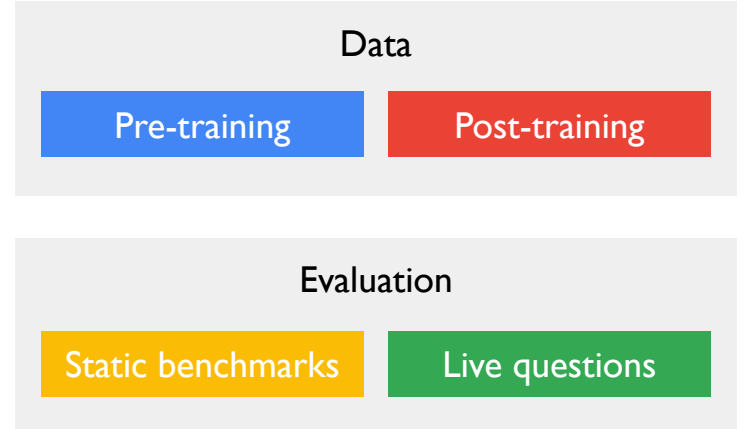 Data
Pre-training
Post-training
Evaluation
Static benchmarks
Live questions